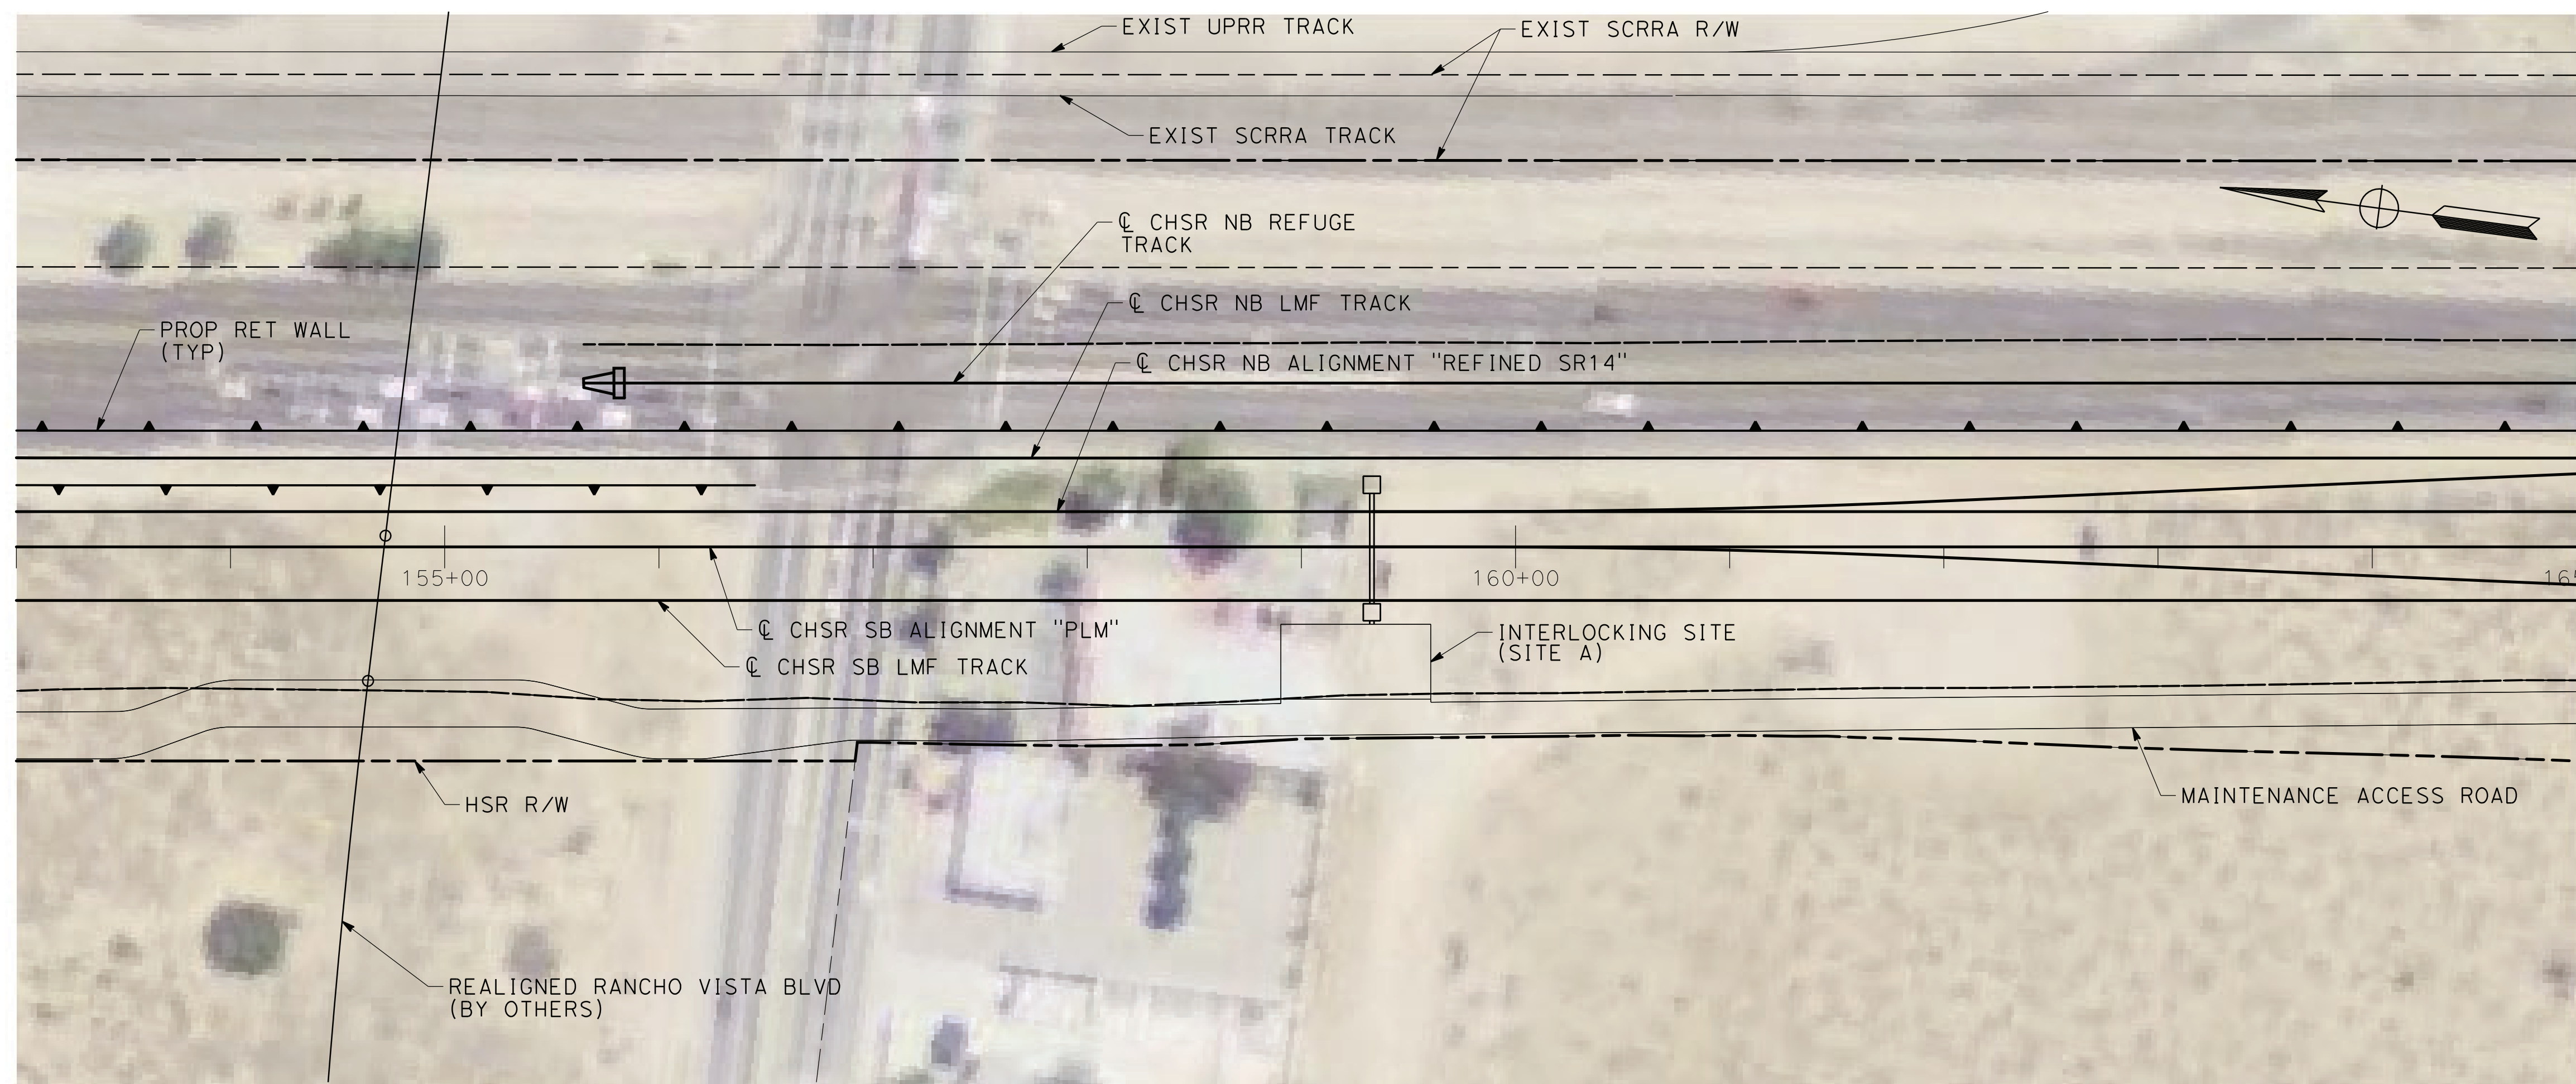 EXIST UPRR TRACK
EXIST SCRRA R/W
EXIST SCRRA TRACK
℄ CHSR NB REFUGE
TRACK
℄ CHSR NB LMF TRACK
PROP RET WALL
(TYP)
℄ CHSR NB ALIGNMENT "REFINED SR14"
155+00
160+00
℄ CHSR SB ALIGNMENT "PLM"
℄ CHSR SB LMF TRACK
INTERLOCKING SITE
(SITE A)
HSR R/W
MAINTENANCE ACCESS ROAD
REALIGNED RANCHO VISTA BLVD
(BY OTHERS)